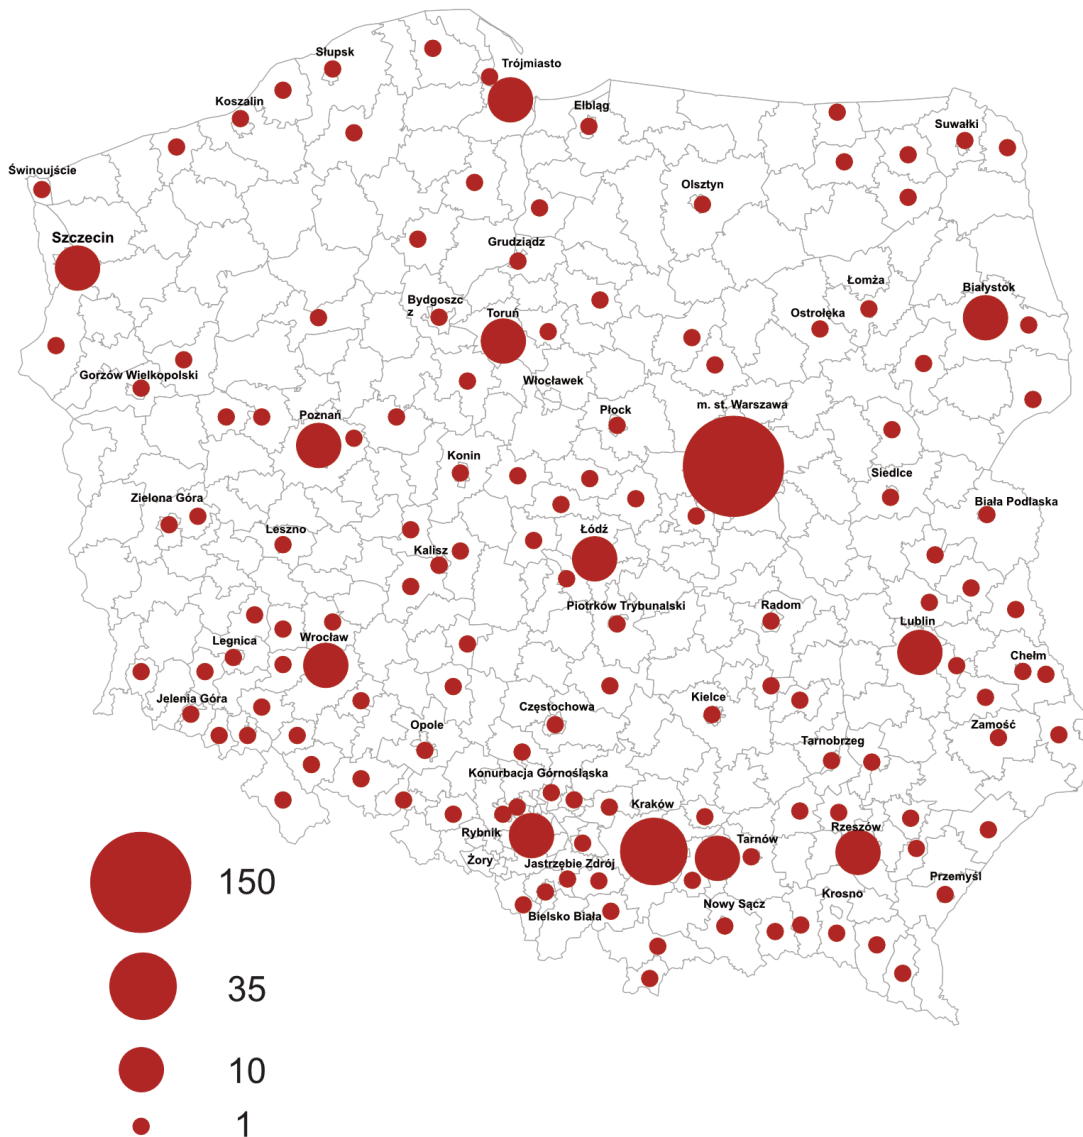 Słupsk
Trójmiasto
Koszalin
Elbląg
Suwałki
Świnoujście
Olsztyn
Szczecin
Grudziądz
Łomża
Białystok
Bydgoszc
z
Toruń
Ostrołęka
Gorzów Wielkopolski
Włocławek
Poznań
Płock
m. st. Warszawa
Konin
Siedlce
Zielona Góra
Biała Podlaska
Leszno
Łódź
Kalisz
Piotrków Trybunalski
Radom
Legnica
Wrocław
Lublin
Chełm
Jelenia Góra
Częstochowa
Kielce
Opole
Zamość
Tarnobrzeg
Konurbacja Górnośląska
Kraków
Rybnik
Tarnów
Rzeszów
Żory
Jastrzębie Zdrój
Przemyśl
Krosno
Nowy Sącz
Bielsko Biała
150
35
10
1